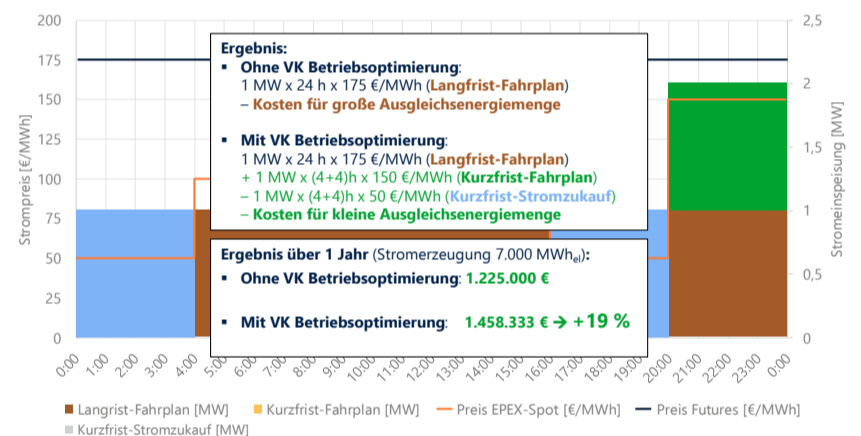 200
175
150
125
100
75
50
25
0
Strompreis [€/MWh]
Ergebnis:
▪ Ohne VK Betriebsoptimierung:
1 MW x 24 h x 175 €/MWh (Langfrist-Fahrplan)
– Kosten für große Ausgleichsenergiemenge
▪ Mit VK Betriebsoptimierung:
1 MW x 24 h x 175 €/MWh (Langfrist-Fahrplan)
+ 1 MW x (4+4)h x 150 €/MWh (Kurzfrist-Fahrplan)
– 1 MW x (4+4)h x 50 €/MWh (Kurzfrist-Stromzukauf)
– Kosten für kleine Ausgleichsenergiemenge
Ergebnis über 1 Jahr (Stromerzeugung 7.000 MWhel):
▪ Ohne VK Betriebsoptimierung: 1.225.000 €
▪ Mit VK Betriebsoptimierung: 1.458.333 € → +19 %
2,5
2
1,5
1
0,5
0
Stromeinspeisung [MW]
0:00 1:00 2:00 3:00 4:00 5:00 6:00 7:00 8:00 9:00 10:00 11:00 12:00 13:00 14:00 15:00 16:00 17:00 18:00 19:00 20:00 21:00 22:00 23:00 0:00
Langrist-Fahrplan [MW] Kurzfrist-Fahrplan [MW] Preis EPEX-Spot [€/MWh] Preis Futures [€/MWh]
Kurzfrist-Stromzukauf [MW]